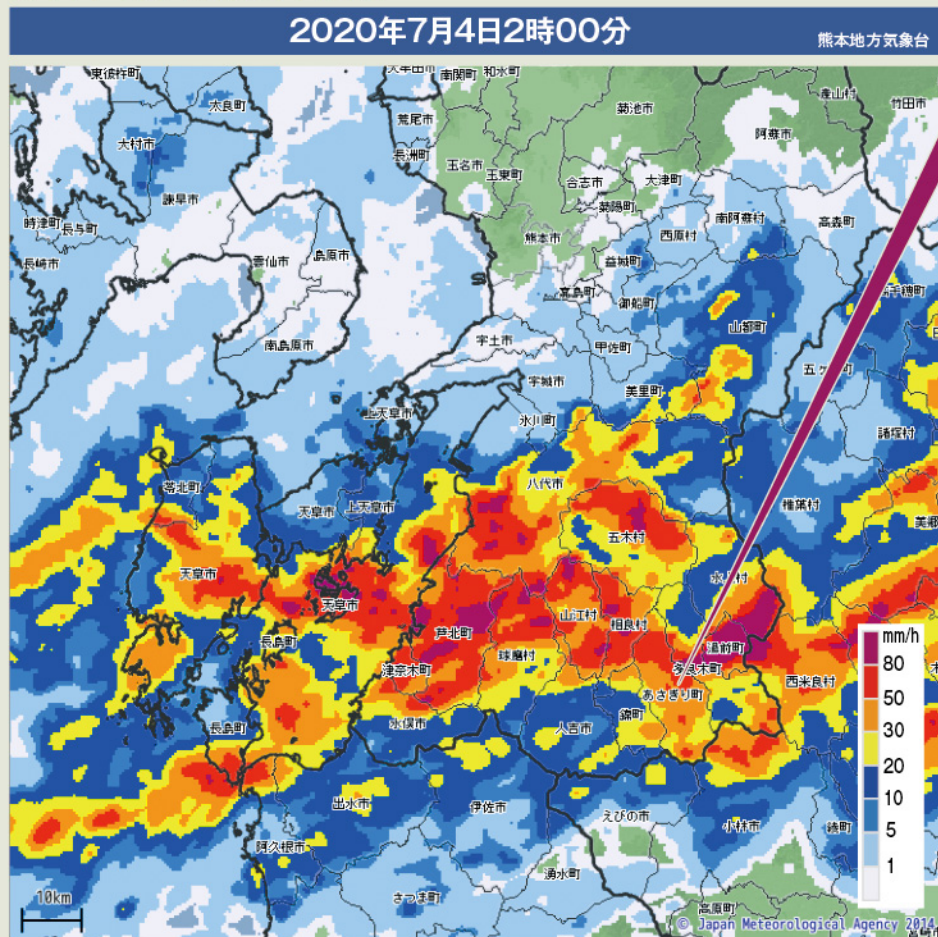 2020年7月4日2時00分
熊本地方気象台
東彼杵町
大牟田市
南関町
和水町
産山村
竹田市
太良町
菊池市
荒尾市
阿蘇市
大村市
長洲町
玉名市
玉東町
合志市
大津町
諫早市
菊陽町
南阿蘇村
高森町
時津町
長与町
熊本市
西原村
長崎市
雲仙市
島原市
益城町
嘉島町
御船町
山都町
宇土市
甲佐町
南島原市
宇城市
美里町
上天草市
氷川町
諸塚村
苓北町
八代市
天草市
上天草市
椎葉村
五木村
美郷
天草市
天草市
山江村
相良村
長島町
芦北町
湯前町
津奈木町
球磨村
多良木町
西米良村
あさぎり町
長島町
水俣市
人吉市
錦町
出水市
伊佐市
えびの市
小林市
綾町
阿久根市
湧水町
さつま町
高原町
mm/h
80
50
30
20
10
5
1
10km
© Japan Meteorological Agency 2014